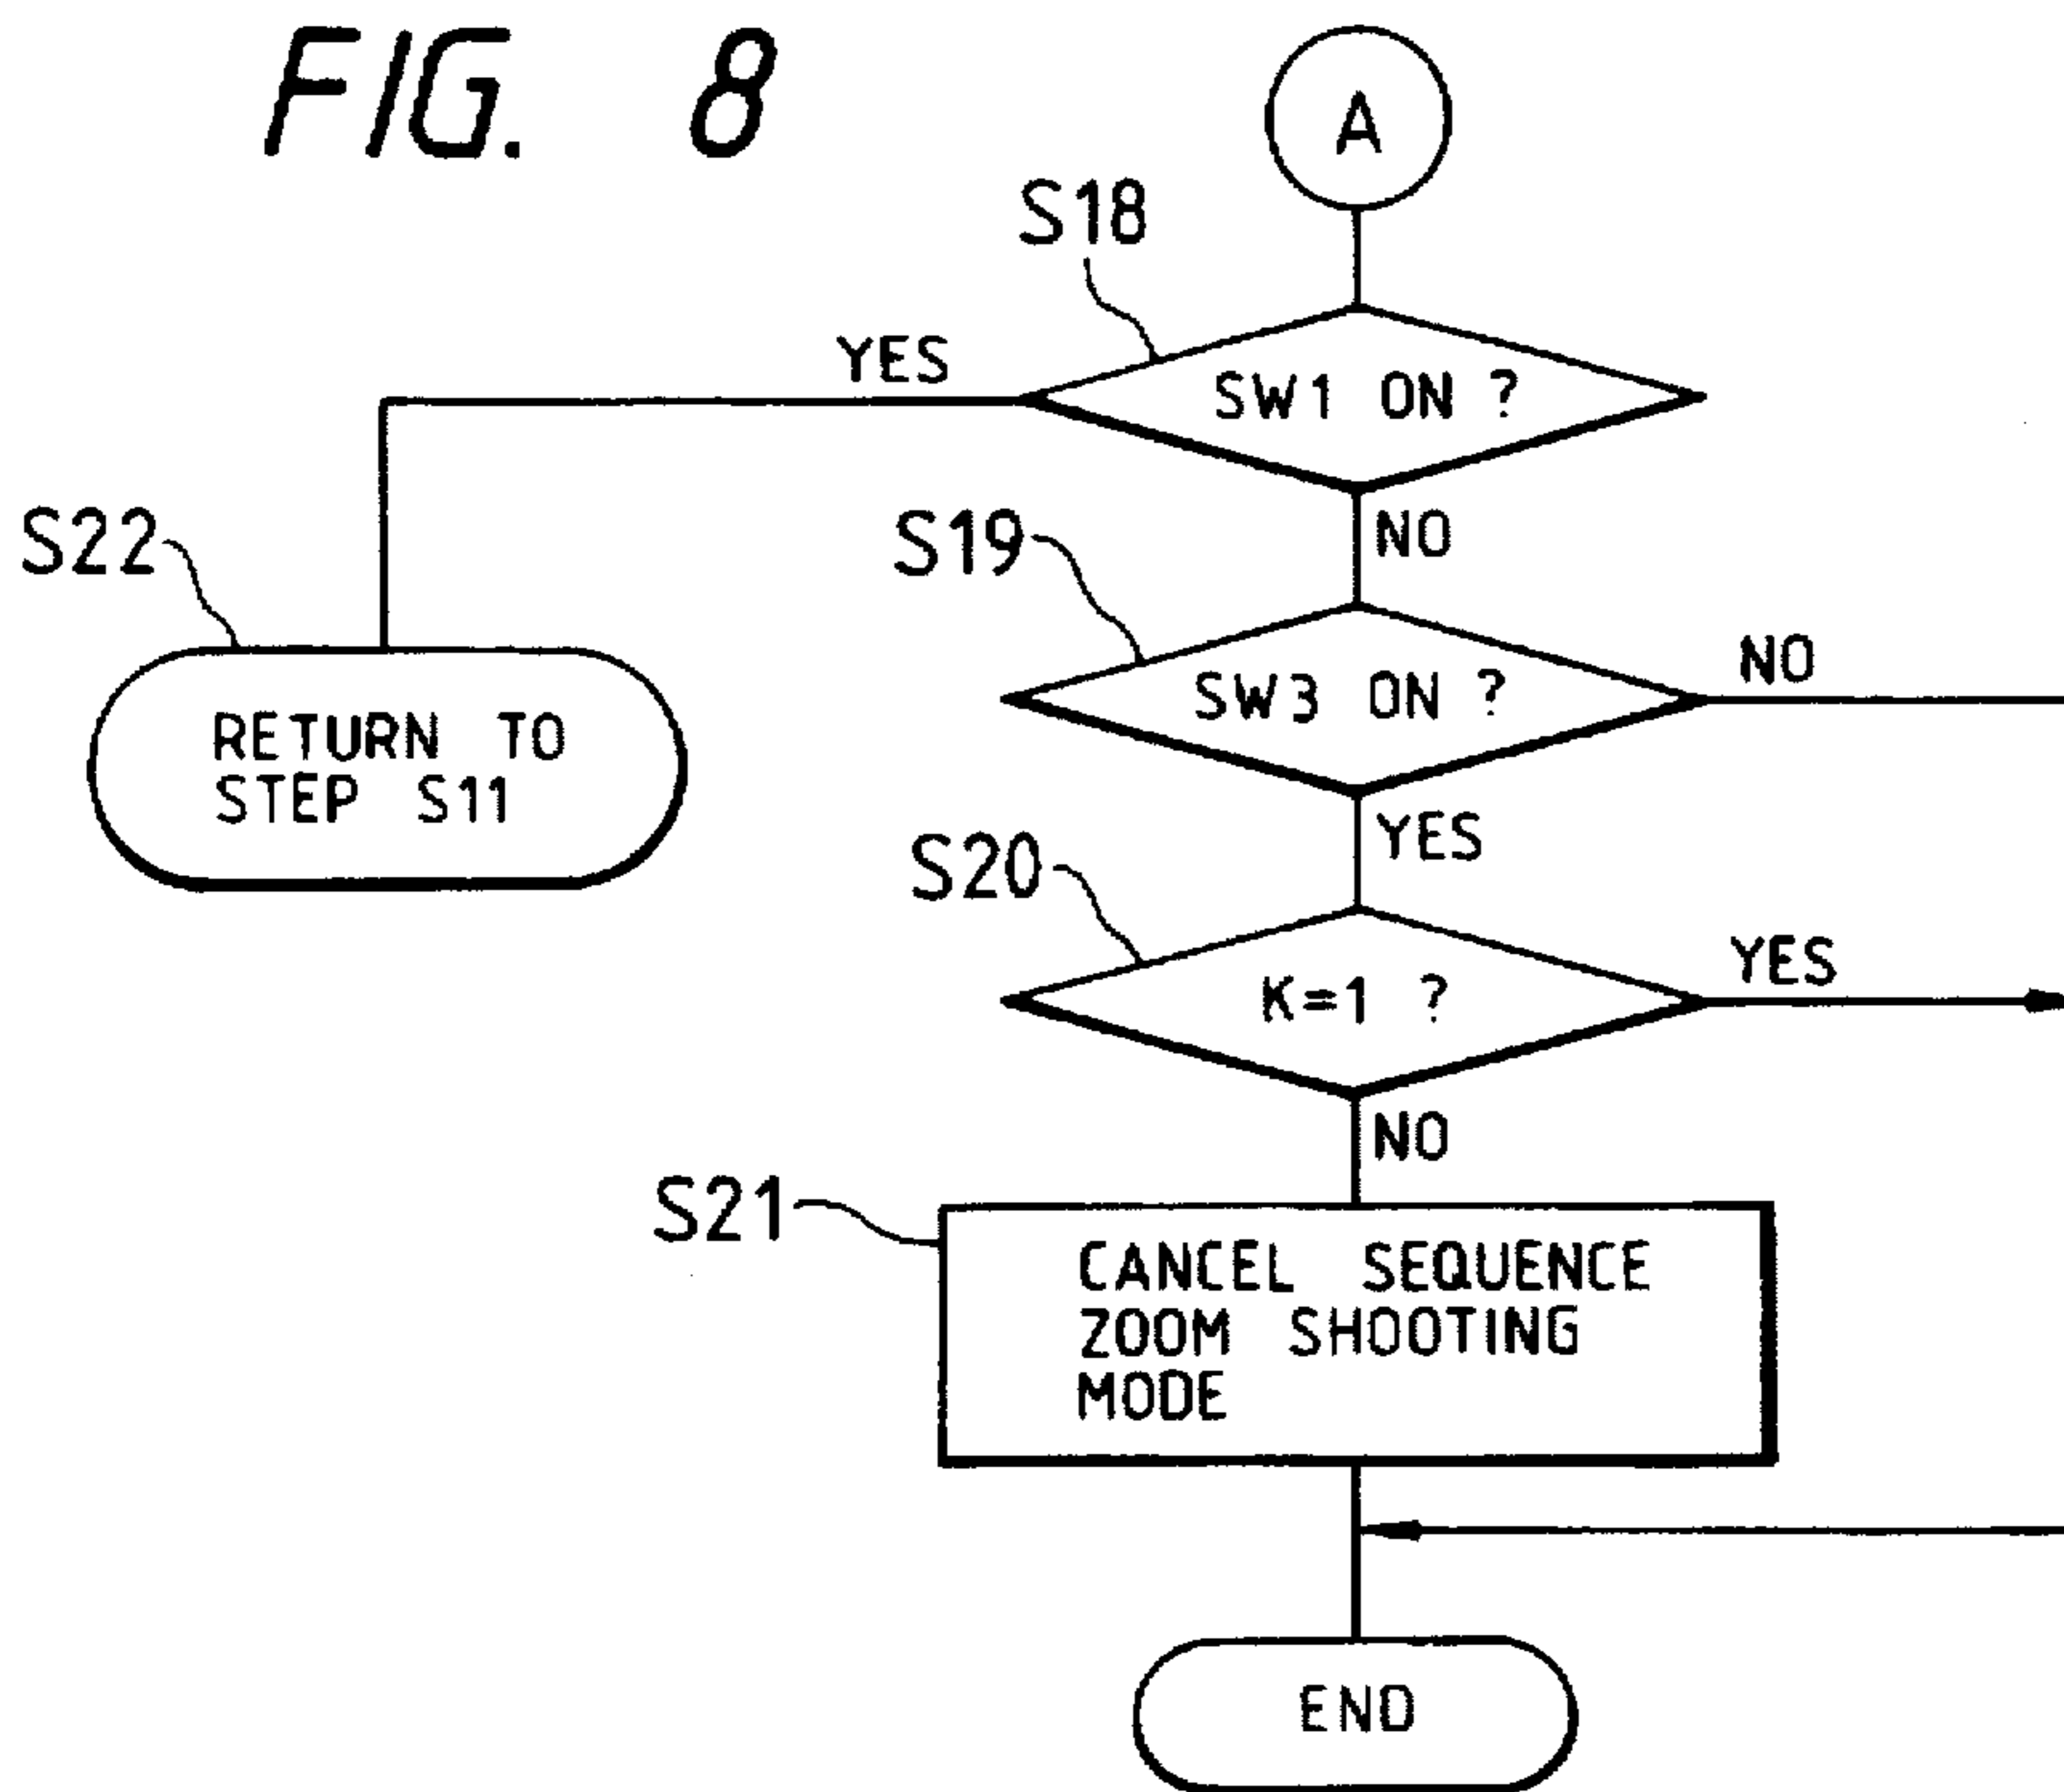 FIG. 8
A
S18
YES
SW1 ON ?
S22
S19
NO
RETURN TO
STEP S11
SW3 ON ?
NO
YES
S20
K=1 ?
YES
NO
S21
CANCEL SEQUENCE
ZOOM SHOOTING
MODE
END